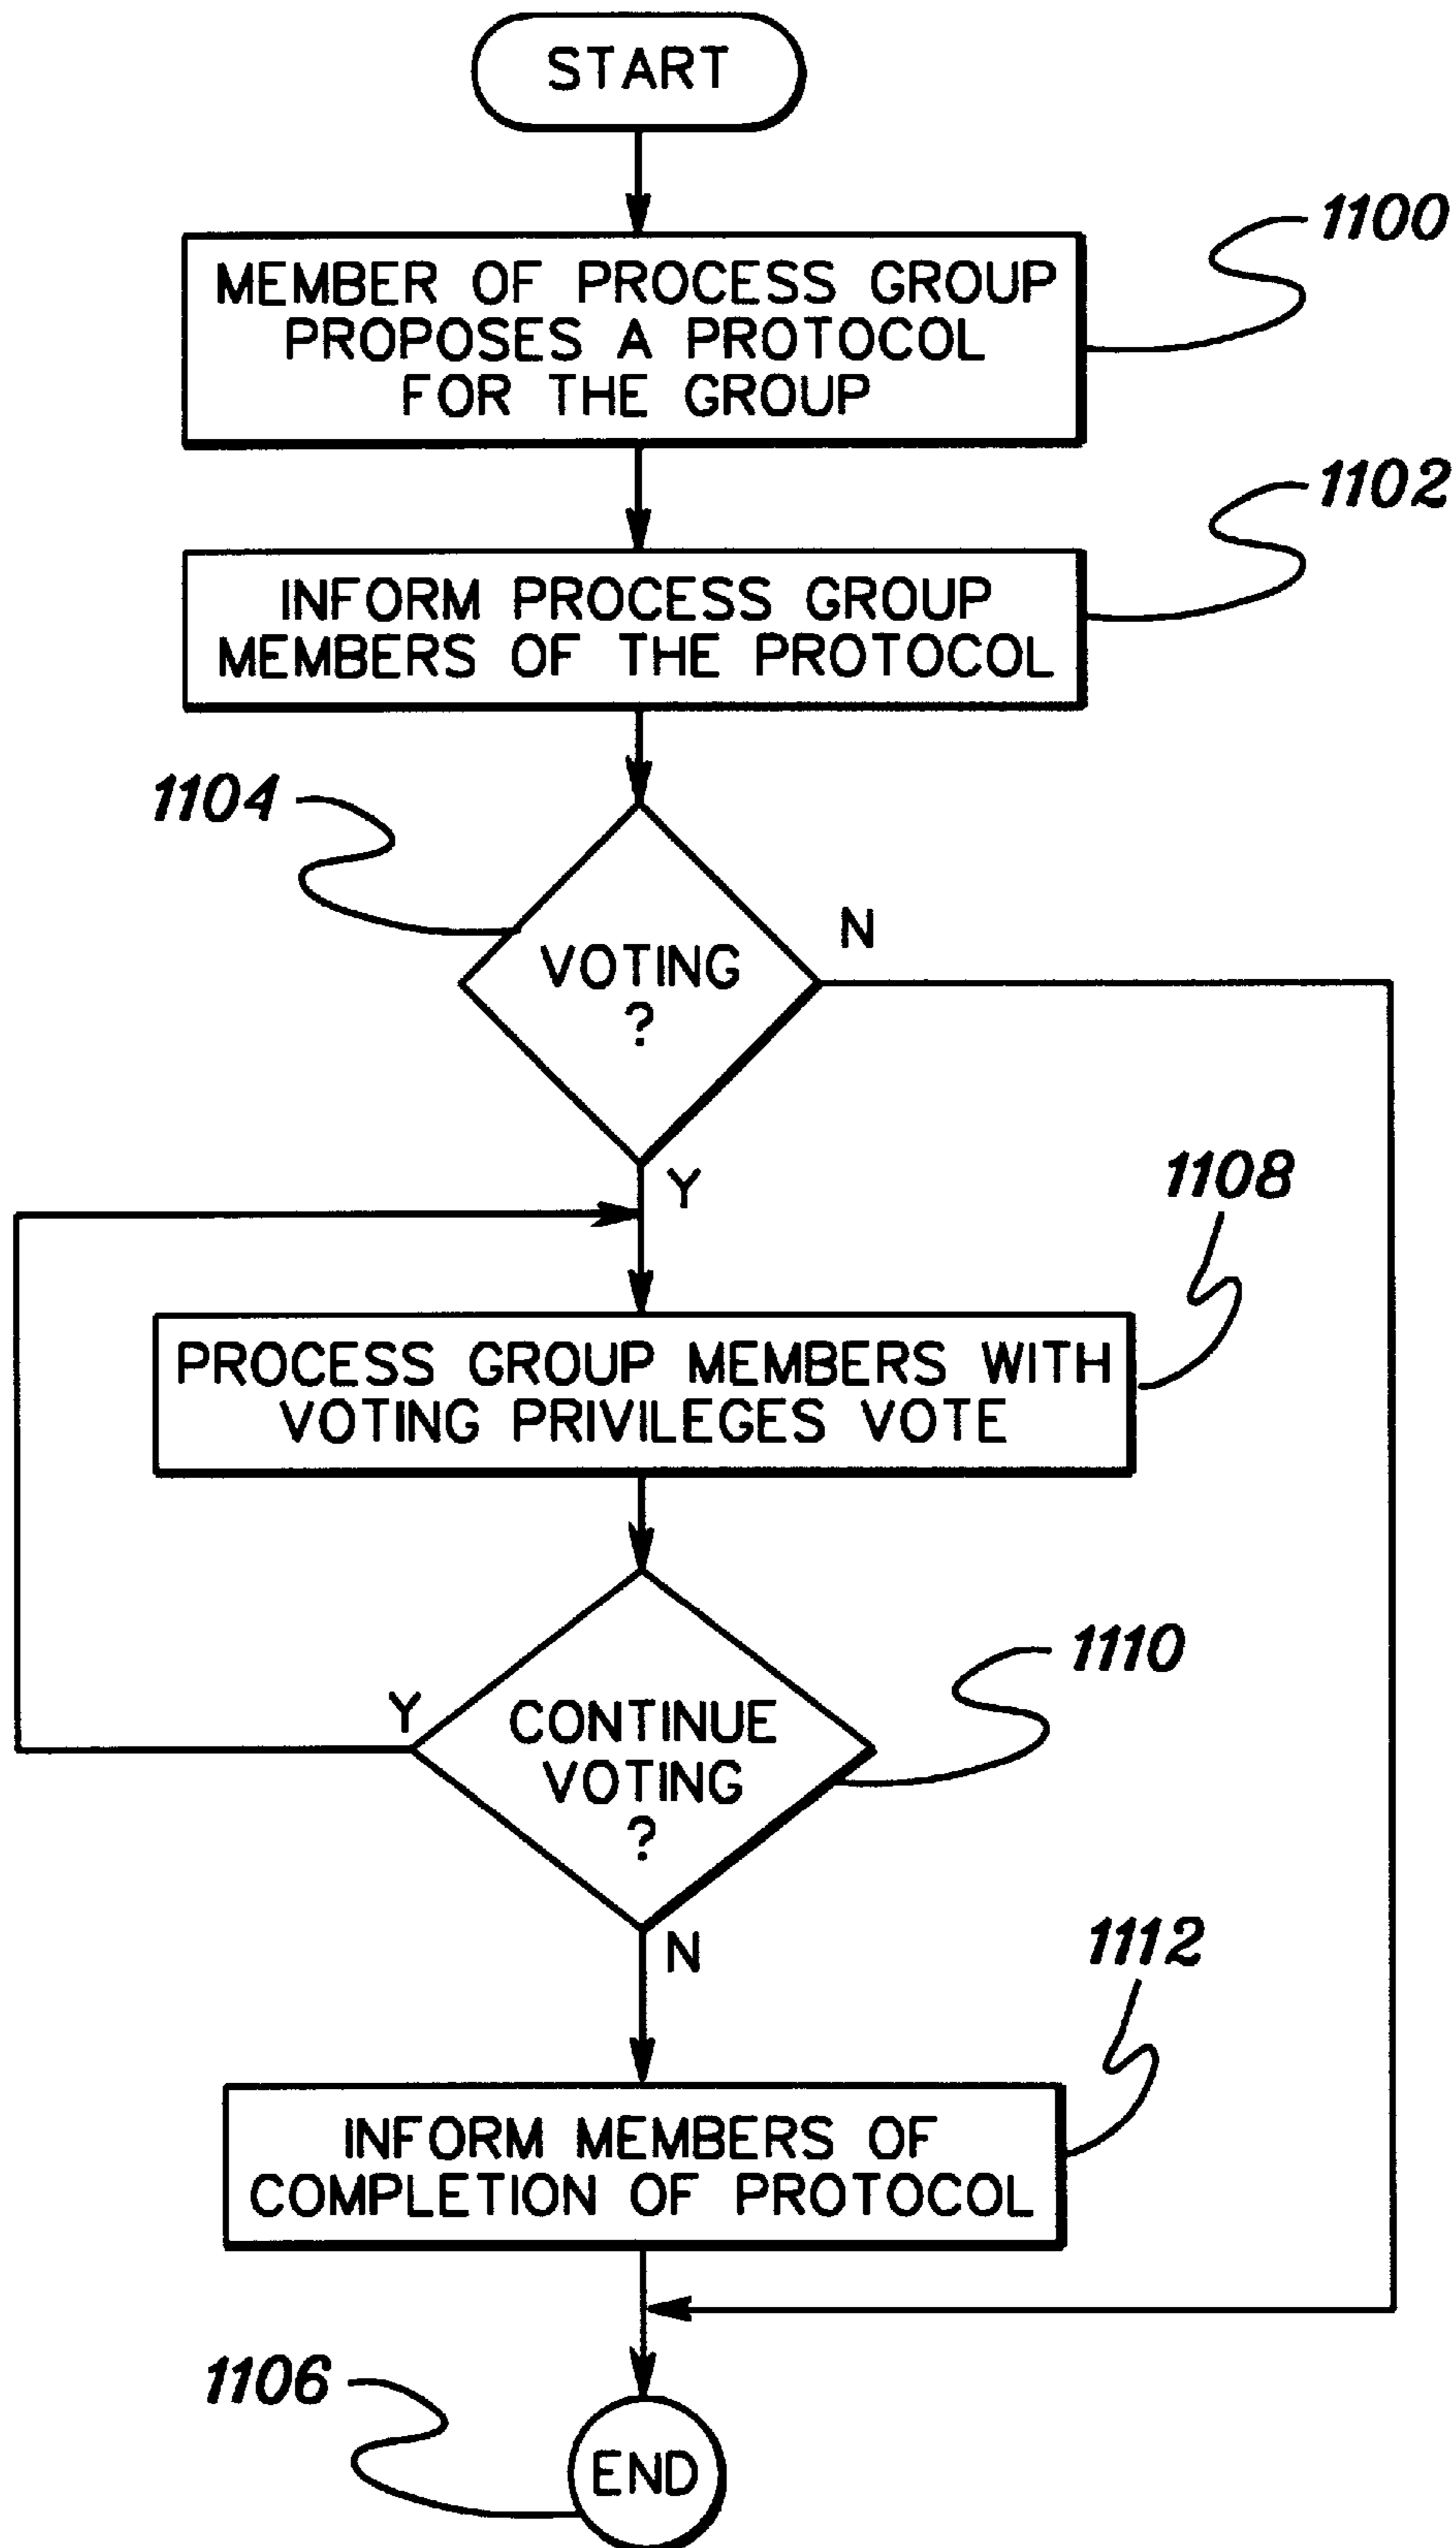 START
1100
MEMBER OF PROCESS GROUP
PROPOSES A PROTOCOL
FOR THE GROUP
1102
INFORM PROCESS GROUP
MEMBERS OF THE PROTOCOL
1104
N
VOTING
?
Y
1108
PROCESS GROUP MEMBERS WITH
VOTING PRIVILEGES VOTE
1110
Y
CONTINUE
VOTING
?
N
1112
INFORM MEMBERS OF
COMPLETION OF PROTOCOL
1106
END